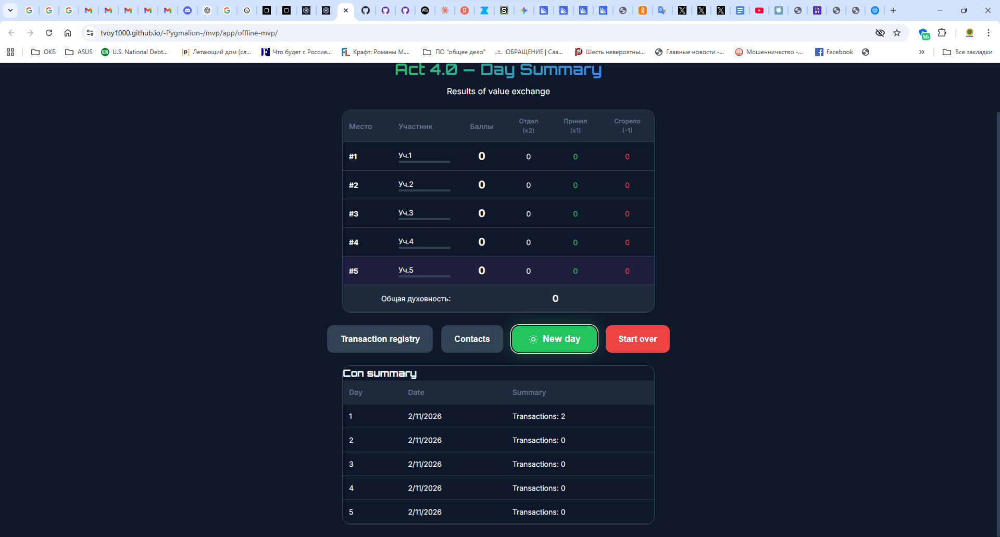 tvoy1000.github.io/-Pygmalion-/mvp/app/offline-mvp/
ОКБ
ASUS
U.S. National Debt...
Летающий дом (сл...
Что будет с Россие...
Крафт: Романы М....
ПО "общее дело"
ОБРАЩЕНИЕ | Сла...
Шесть невероятны...
Главные новости -...
Мошенничество -...
Facebook
Все закладки
Act 4.0 — Day Summary
Results of value exchange
Место Участник Баллы Отдал (x2) Принял (x1) Сгорело (-1)
#1 Уч.1 0 0 0 0
#2 Уч.2 0 0 0 0
#3 Уч.3 0 0 0 0
#4 Уч.4 0 0 0 0
#5 Уч.5 0 0 0 0
Общая духовность: 0
Transaction registry
Contacts
New day
Start over
Con summary
Day Date Summary
1 2/11/2026 Transactions: 2
2 2/11/2026 Transactions: 0
3 2/11/2026 Transactions: 0
4 2/11/2026 Transactions: 0
5 2/11/2026 Transactions: 0